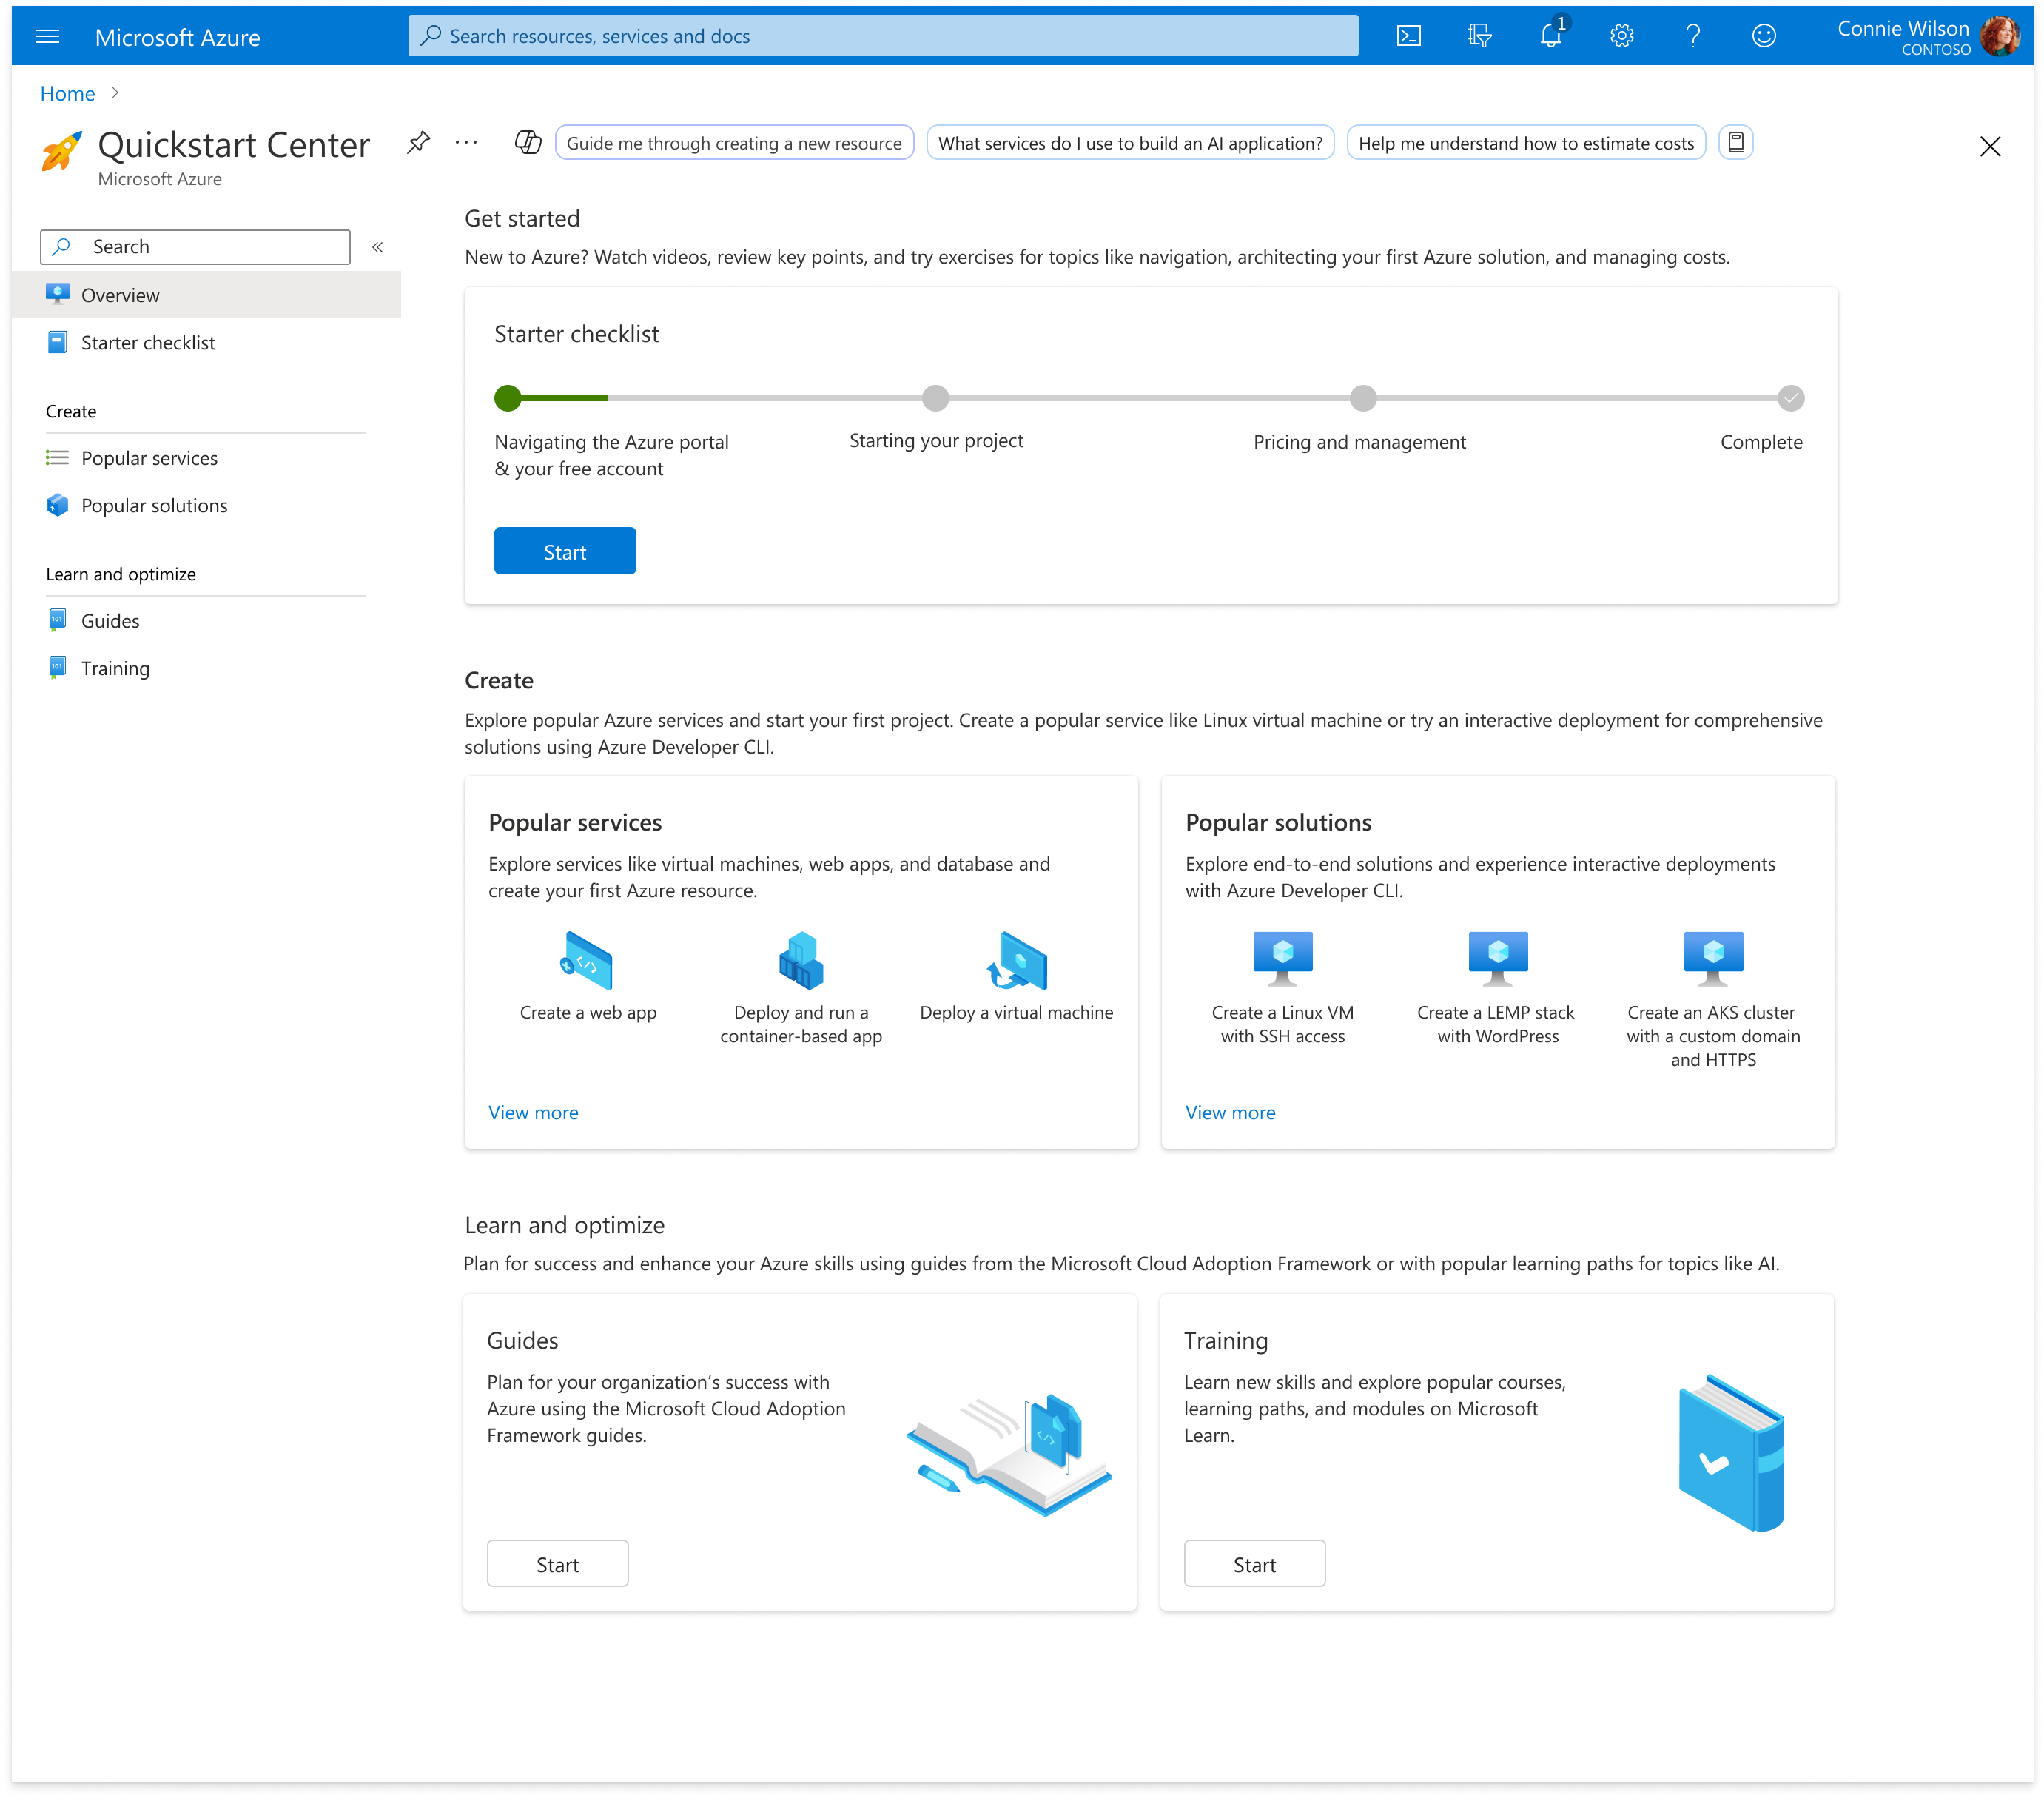 Microsoft Azure
Search resources, services and docs
1
Connie Wilson
CONTOSO
Home
Quickstart Center
Microsoft Azure
Guide me through creating a new resource
What services do I use to build an AI application?
Help me understand how to estimate costs
Search
Overview
Starter checklist
Create
Popular services
Popular solutions
Learn and optimize
101
Guides
101
Training
Get started
New to Azure? Watch videos, review key points, and try exercises for topics like navigation, architecting your first Azure solution, and managing costs.
Starter checklist
Navigating the Azure portal
& your free account
Starting your project
Pricing and management
Complete
Start
Create
Explore popular Azure services and start your first project. Create a popular service like Linux virtual machine or try an interactive deployment for comprehensive
solutions using Azure Developer CLI.
Popular services
Explore services like virtual machines, web apps, and database and
create your first Azure resource.
Create a web app
Deploy and run a
container-based app
Deploy a virtual machine
View more
Popular solutions
Explore end-to-end solutions and experience interactive deployments
with Azure Developer CLI.
Create a Linux VM
with SSH access
Create a LEMP stack
with WordPress
Create an AKS cluster
with a custom domain
and HTTPS
View more
Learn and optimize
Plan for success and enhance your Azure skills using guides from the Microsoft Cloud Adoption Framework or with popular learning paths for topics like AI.
Guides
Plan for your organization’s success with
Azure using the Microsoft Cloud Adoption
Framework guides.
Start
Training
Learn new skills and explore popular courses,
learning paths, and modules on Microsoft
Learn.
Start